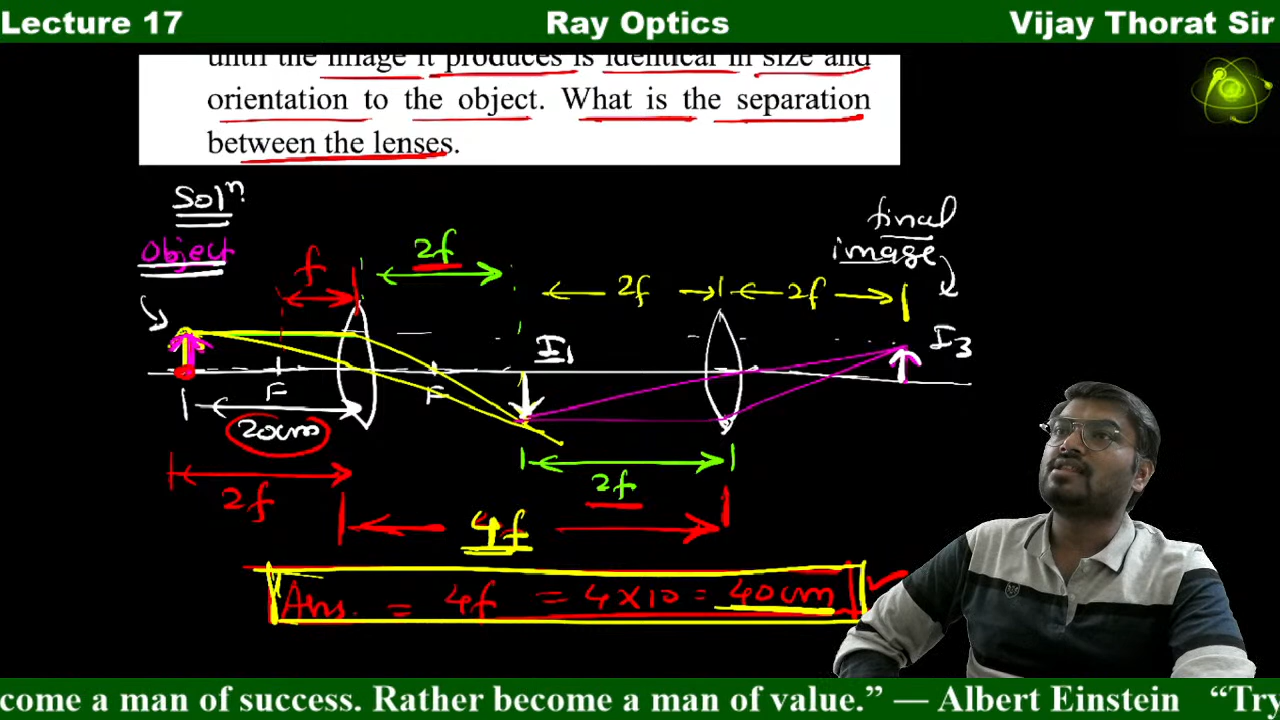 Lecture 17 Ray Optics Vijay Thorat Sir
until the image it produces is identical in size and
orientation to the object. What is the separation
between the lenses.
Solⁿ
object
final
image
f
2f
2f
2f
I₁
I₃
F
F
20cm
2f
2f
4f
Ans. = 4f = 4×10 = 40cm
come a man of success. Rather become a man of value.” — Albert Einstein “Try